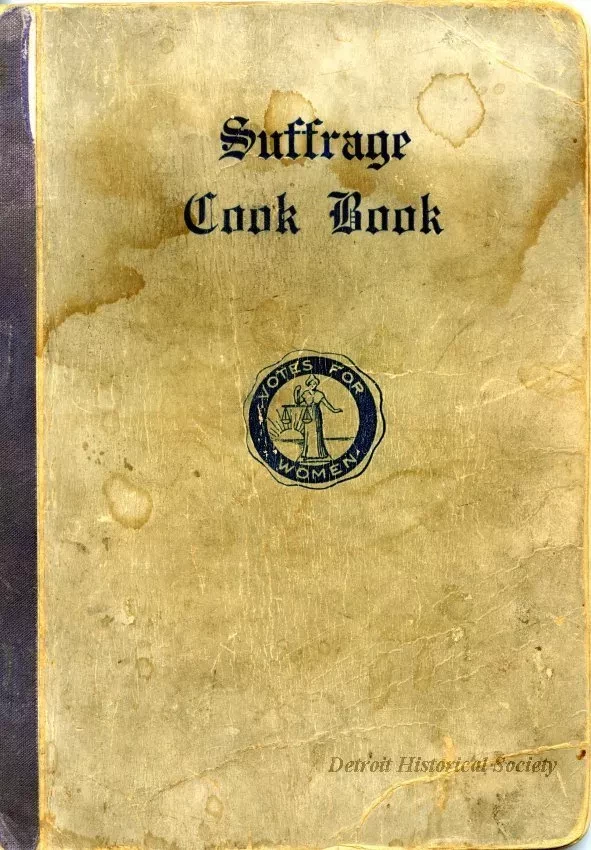 Suffrage
Cook Book
VOTES FOR
WOMEN
Detroit Historical Society